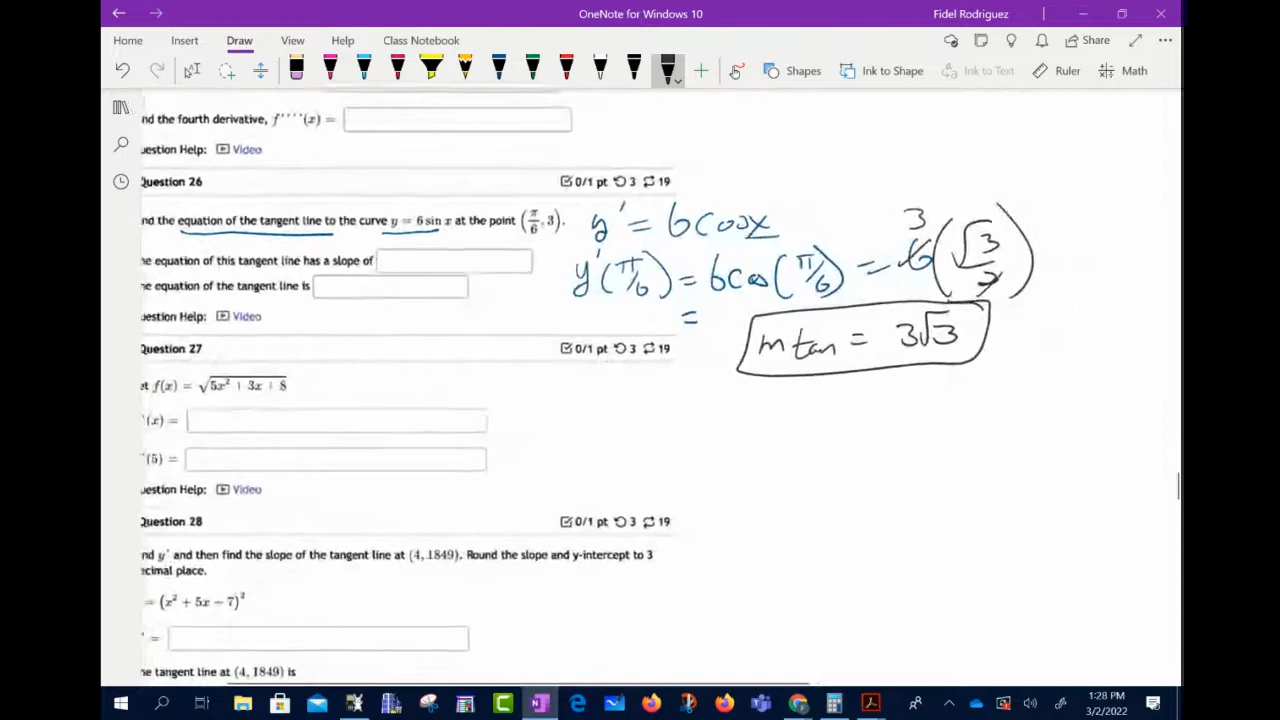 OneNote for Windows 10
Fidel Rodriguez
Home Insert Draw View Help Class Notebook Share
Shapes Ink to Shape Ink to Text Ruler Math
nd the fourth derivative, f''''(x) =
uestion Help: Video
Question 26 0/1 pt 3 19
nd the equation of the tangent line to the curve y = 6 sin x at the point (π/6, 3).
y' = 6cosx
he equation of this tangent line has a slope of
y'(π/6) = 6cos(π/6) = 6(√3/2)
3
he equation of the tangent line is
uestion Help: Video
=
m tan = 3√3
Question 27 0/1 pt 3 19
et f(x) = √5x² + 3x + 8
'(x) =
'(5) =
uestion Help: Video
Question 28 0/1 pt 3 19
nd y' and then find the slope of the tangent line at (4, 1849). Round the slope and y-intercept to 3
ecimal place.
= (x² + 5x + 7)²
' =
he tangent line at (4, 1849) is
1:28 PM
3/2/2022